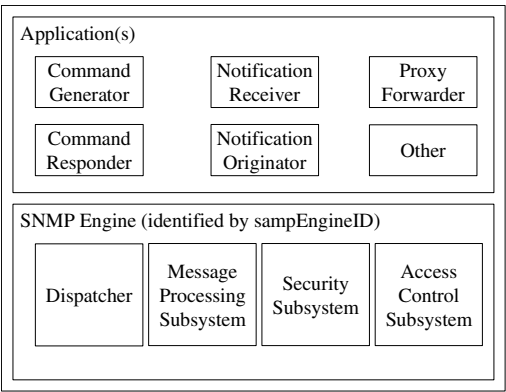 Application(s)
Command
Generator
Notification
Receiver
Proxy
Forwarder
Command
Responder
Notification
Originator
Other
SNMP Engine (identified by sampEngineID)
Dispatcher
Message
Processing
Subsystem
Security
Subsystem
Access
Control
Subsystem